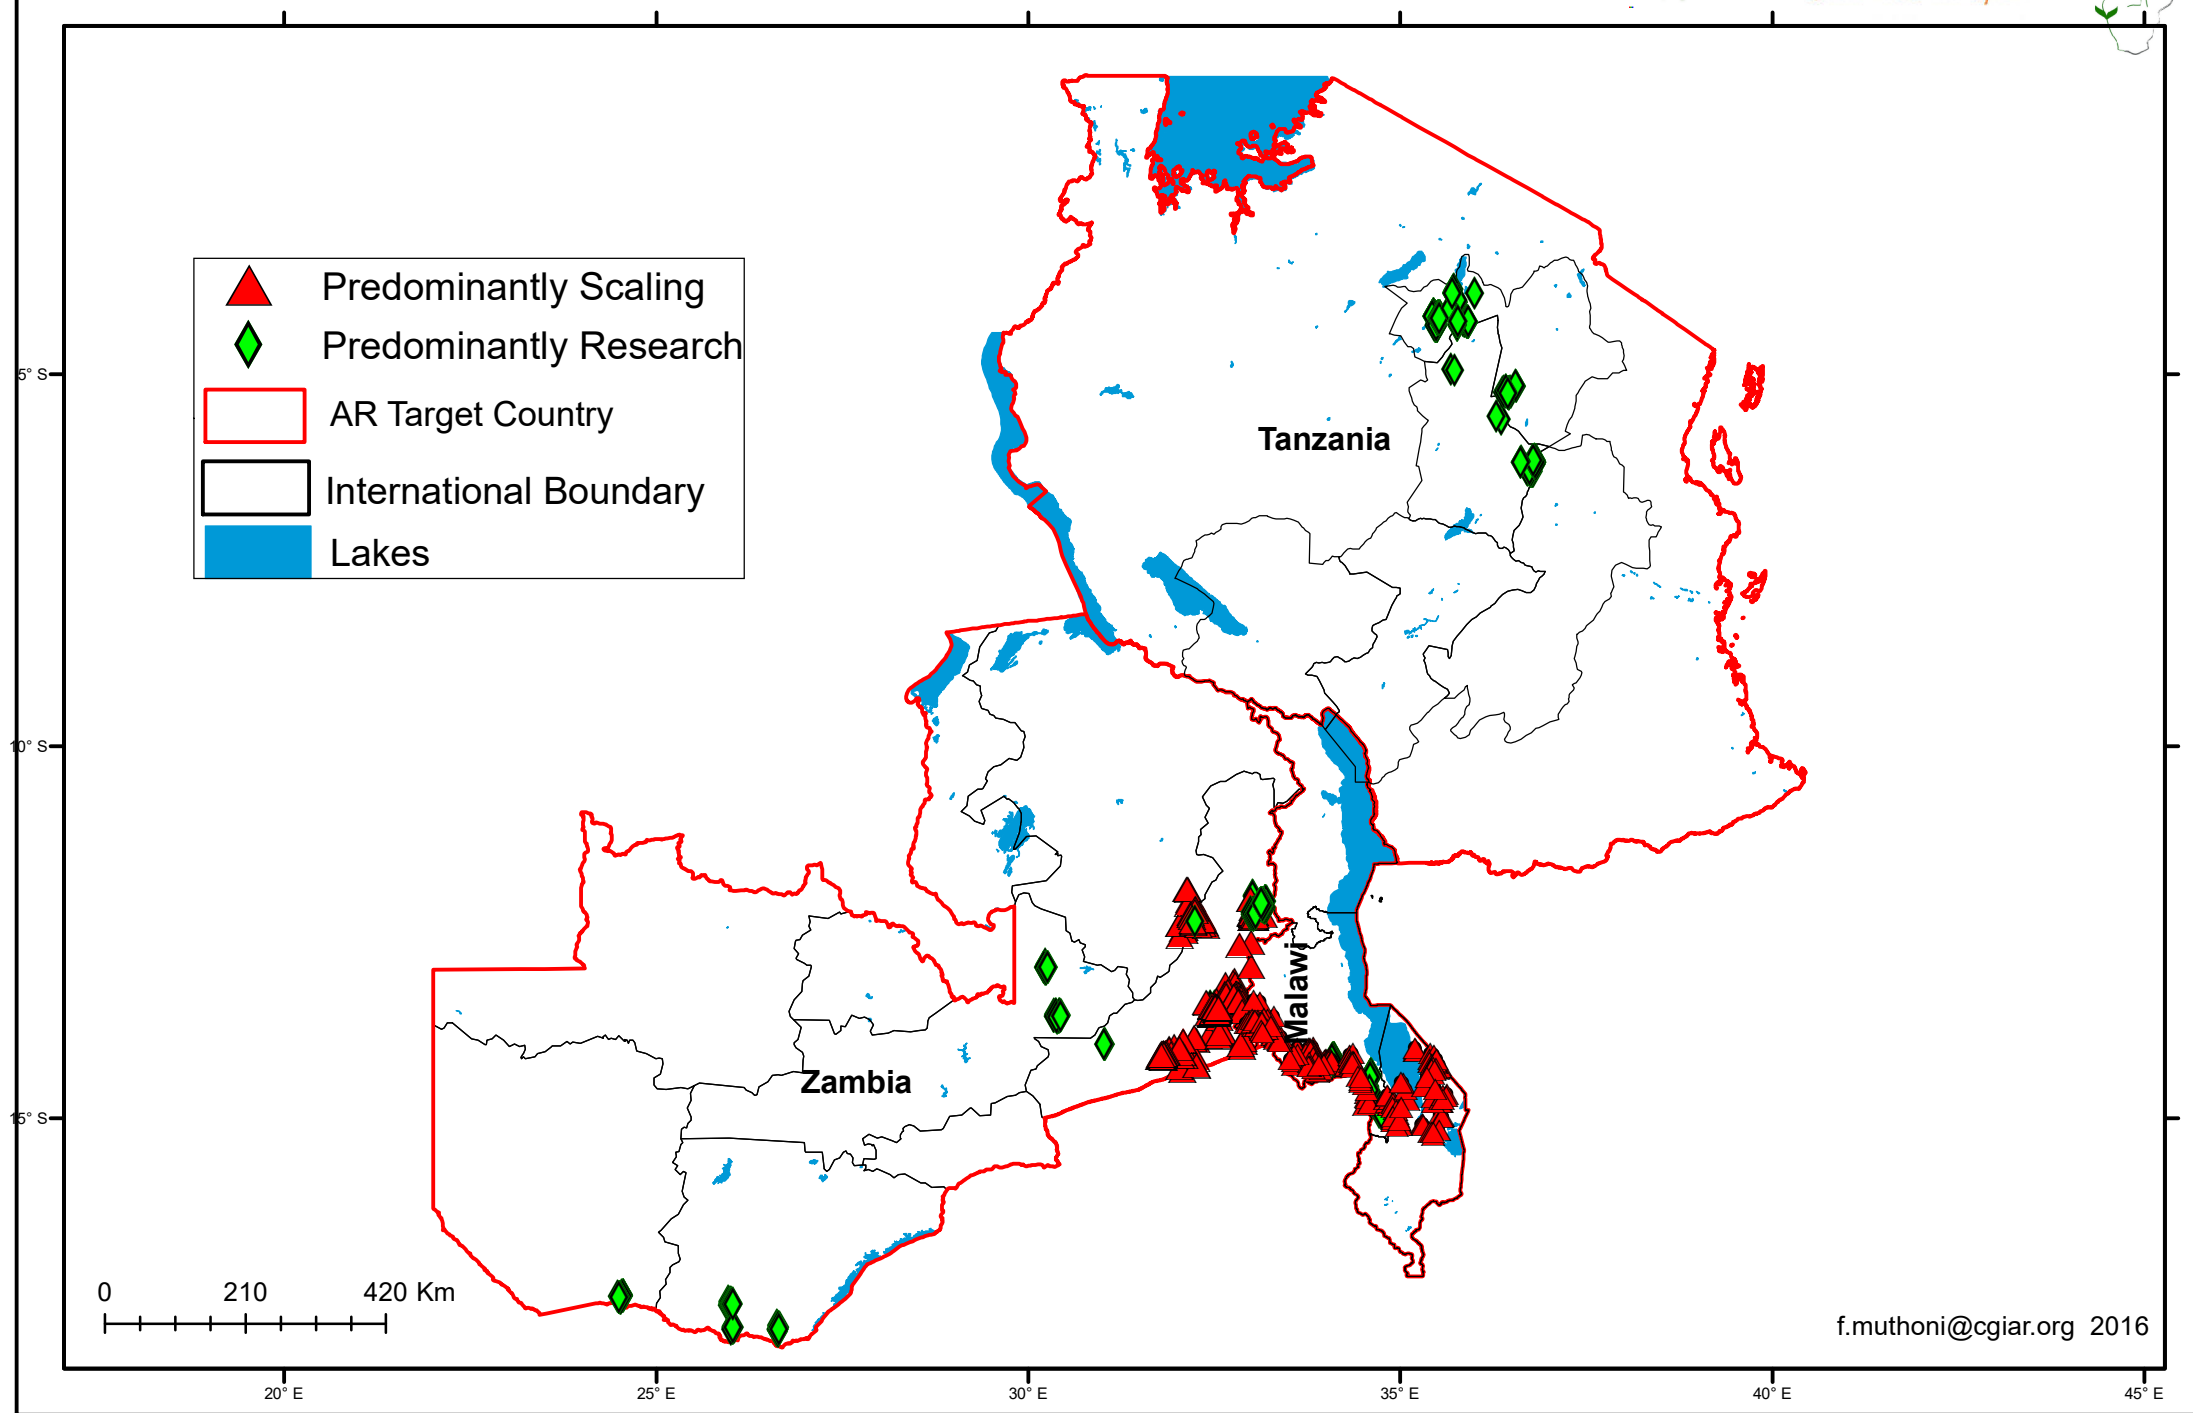 Predominantly Scaling
Predominantly Research
AR Target Country
International Boundary
Lakes
5° S
Tanzania
10° S
Malawi
Zambia
15° S
0 210 420 Km
f.muthoni@cgiar.org 2016
20° E 25° E 30° E 35° E 40° E 45° E